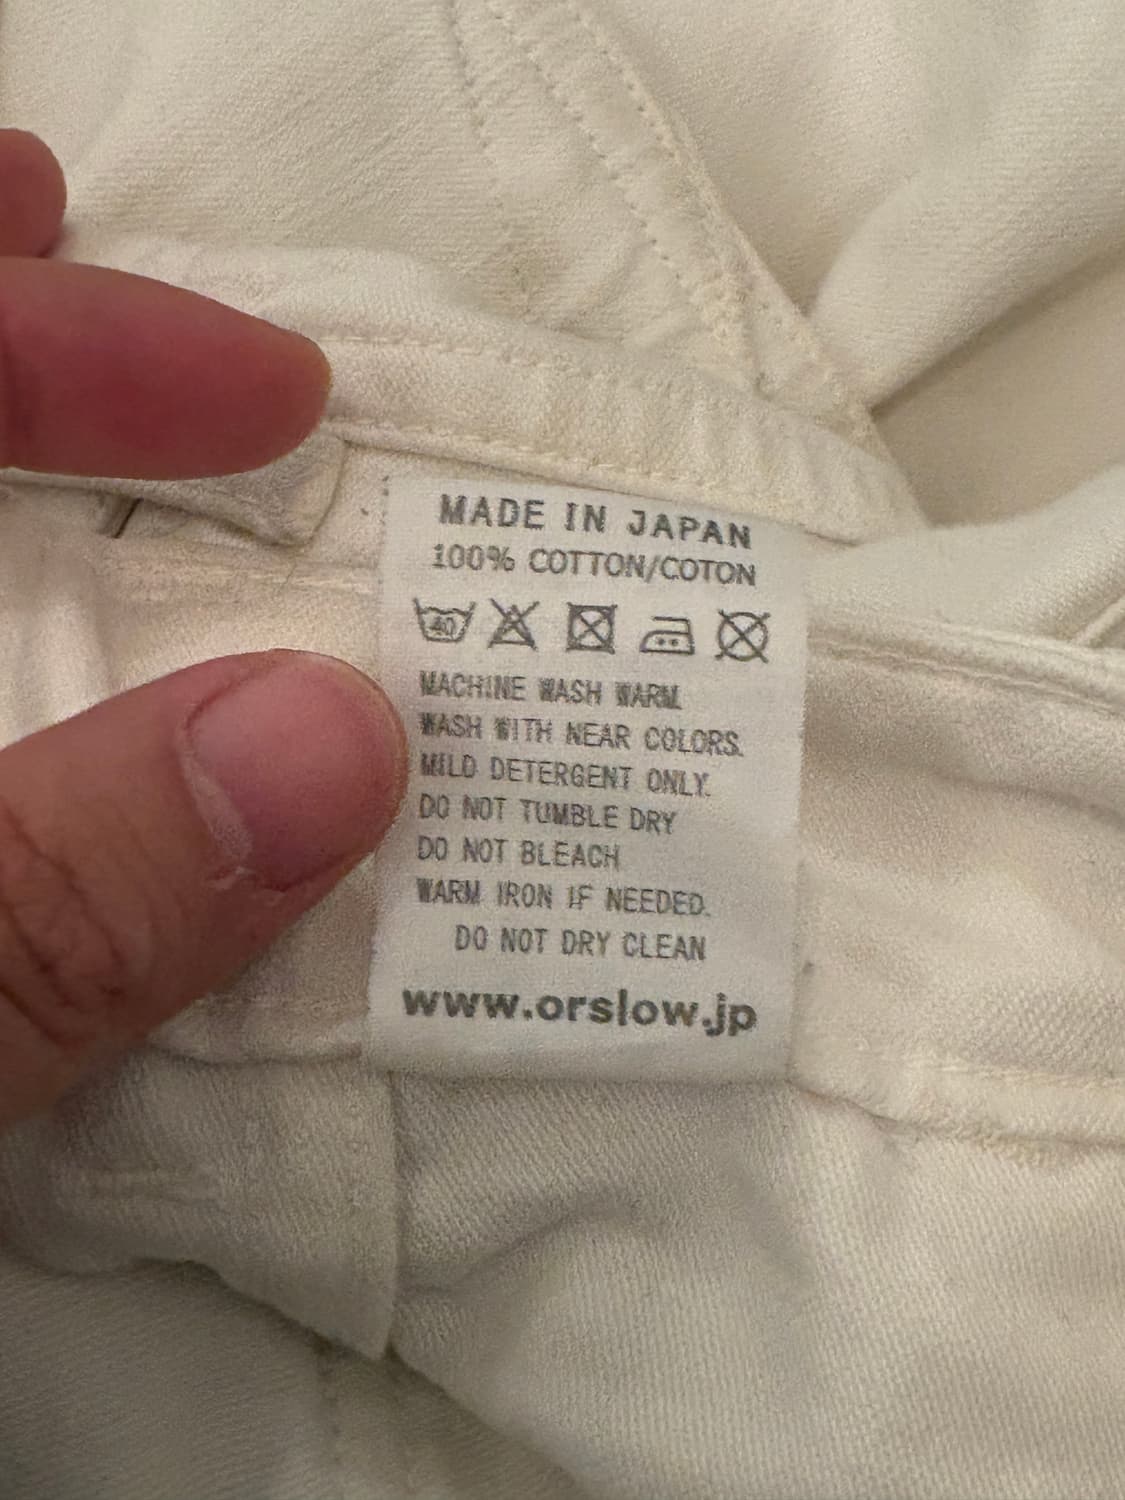 MADE IN JAPAN
100% COTTON/COTON
40
MACHINE WASH WARM.
WASH WITH NEAR COLORS.
MILD DETERGENT ONLY.
DO NOT TUMBLE DRY
DO NOT BLEACH
WARM IRON IF NEEDED.
DO NOT DRY CLEAN
www.orslow.jp